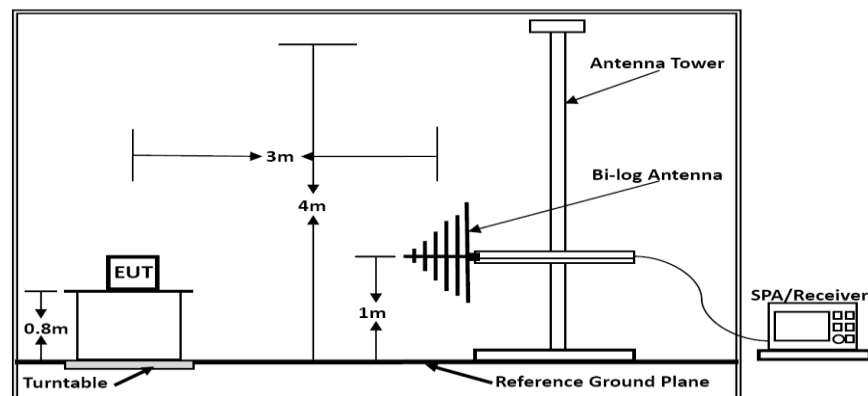 Antenna Tower
3m
Bi-log Antenna
4m
EUT
SPA/Receiver
0.8m
1m
Turntable
Reference Ground Plane